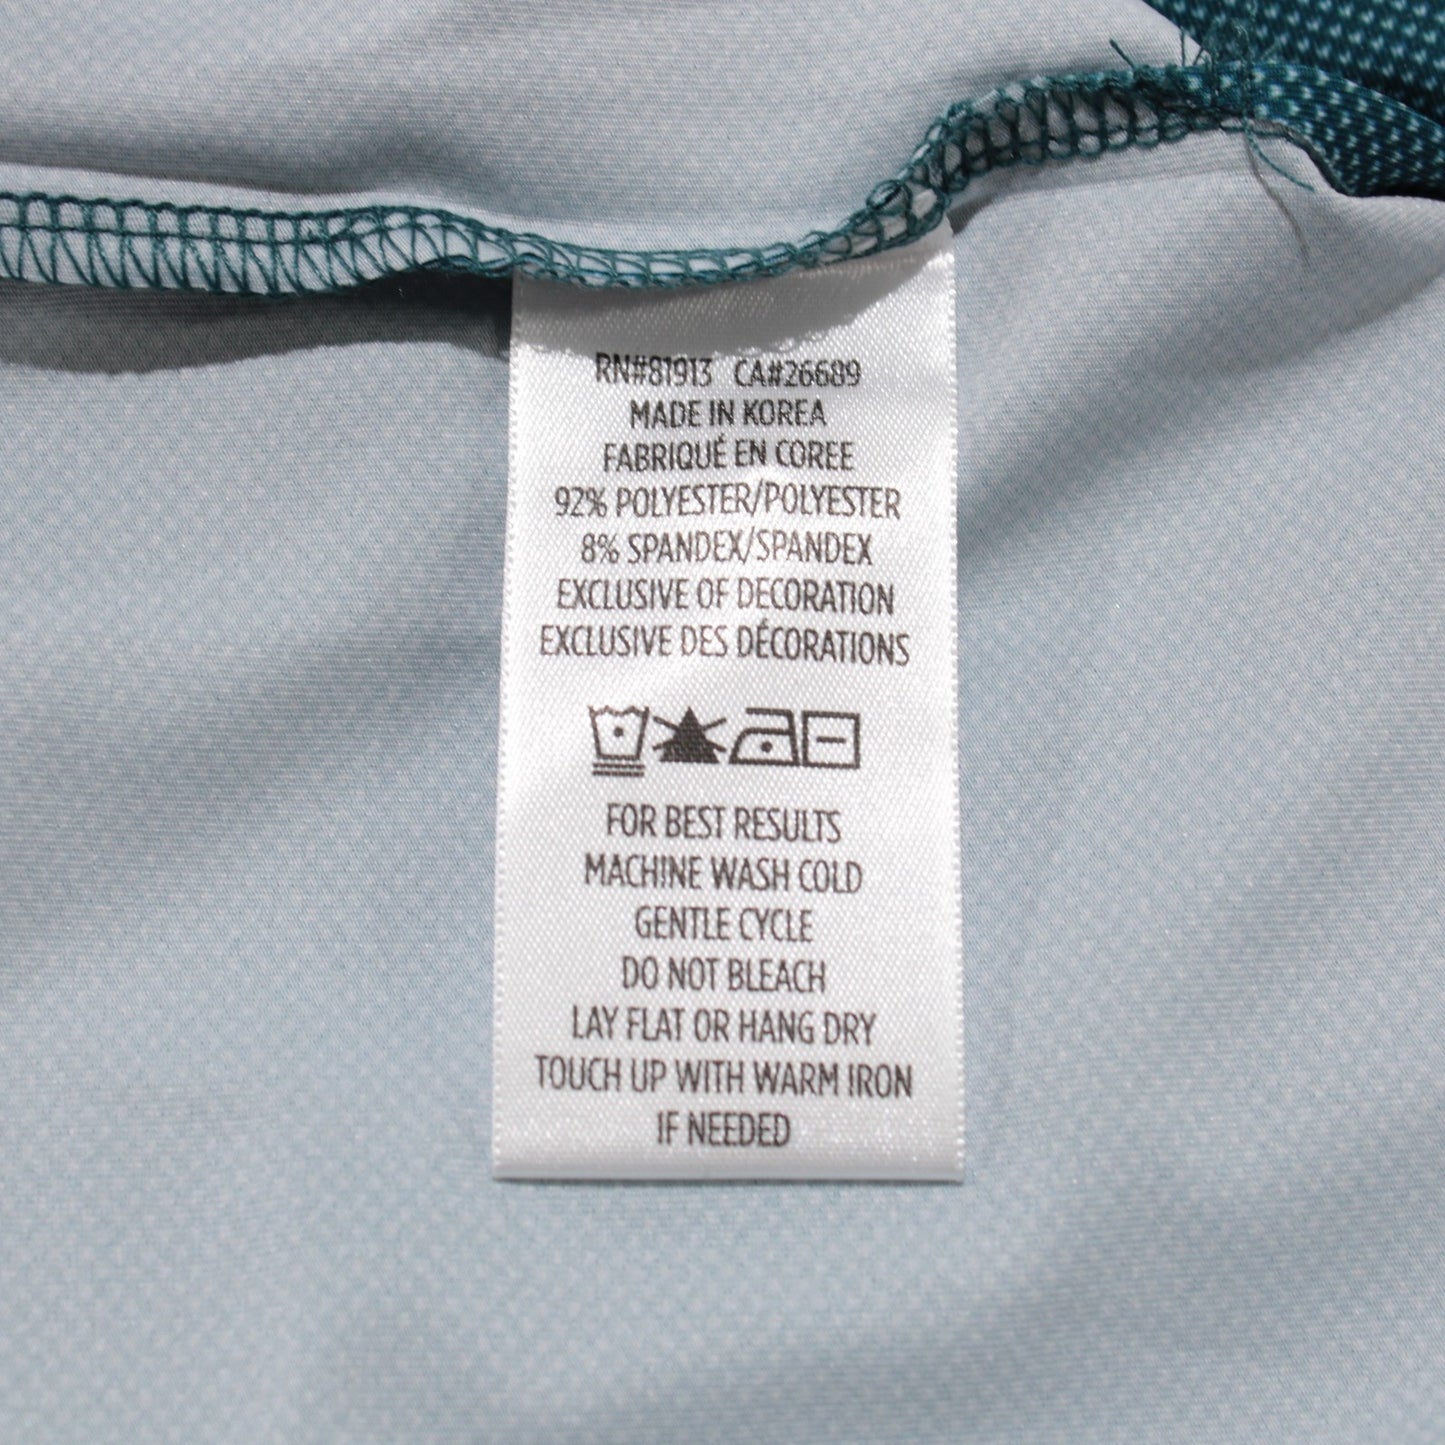 RN#81913 CA#26689
MADE IN KOREA
FABRIQUÉ EN COREE
92% POLYESTER/POLYESTER
8% SPANDEX/SPANDEX
EXCLUSIVE OF DECORATION
EXCLUSIVE DES DÉCORATIONS
FOR BEST RESULTS
MACHINE WASH COLD
GENTLE CYCLE
DO NOT BLEACH
LAY FLAT OR HANG DRY
TOUCH UP WITH WARM IRON
IF NEEDED